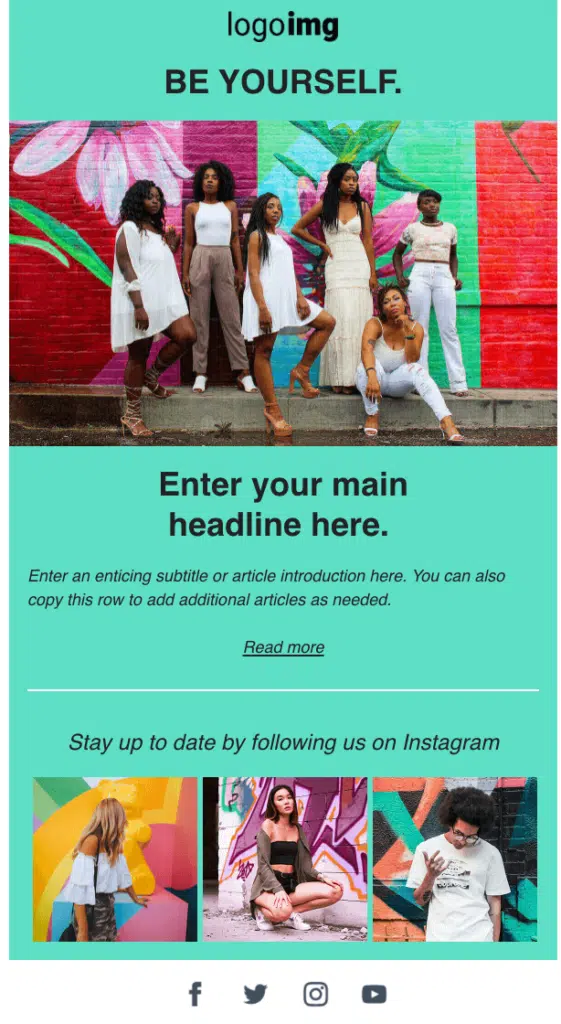 logoimg
BE YOURSELF.
Enter your main
headline here.
Enter an enticing subtitle or article introduction here. You can also
copy this row to add additional articles as needed.
Read more
Stay up to date by following us on Instagram